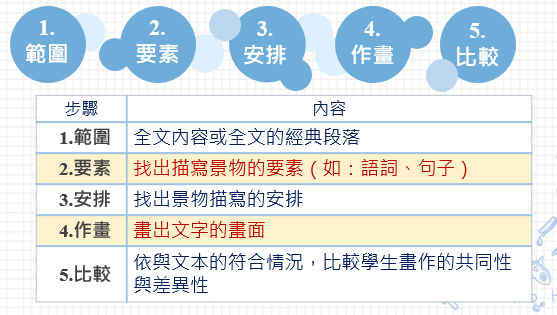 1.
範圍
2.
要素
3.
安排
4.
作畫
5.
比較
步驟 內容
1.範圍 全文內容或全文的經典段落
2.要素 找出描寫景物的要素（如：語詞、句子）
3.安排 找出景物描寫的安排
4.作畫 畫出文字的畫面
5.比較 依與文本的符合情況，比較學生畫作的共同性
與差異性